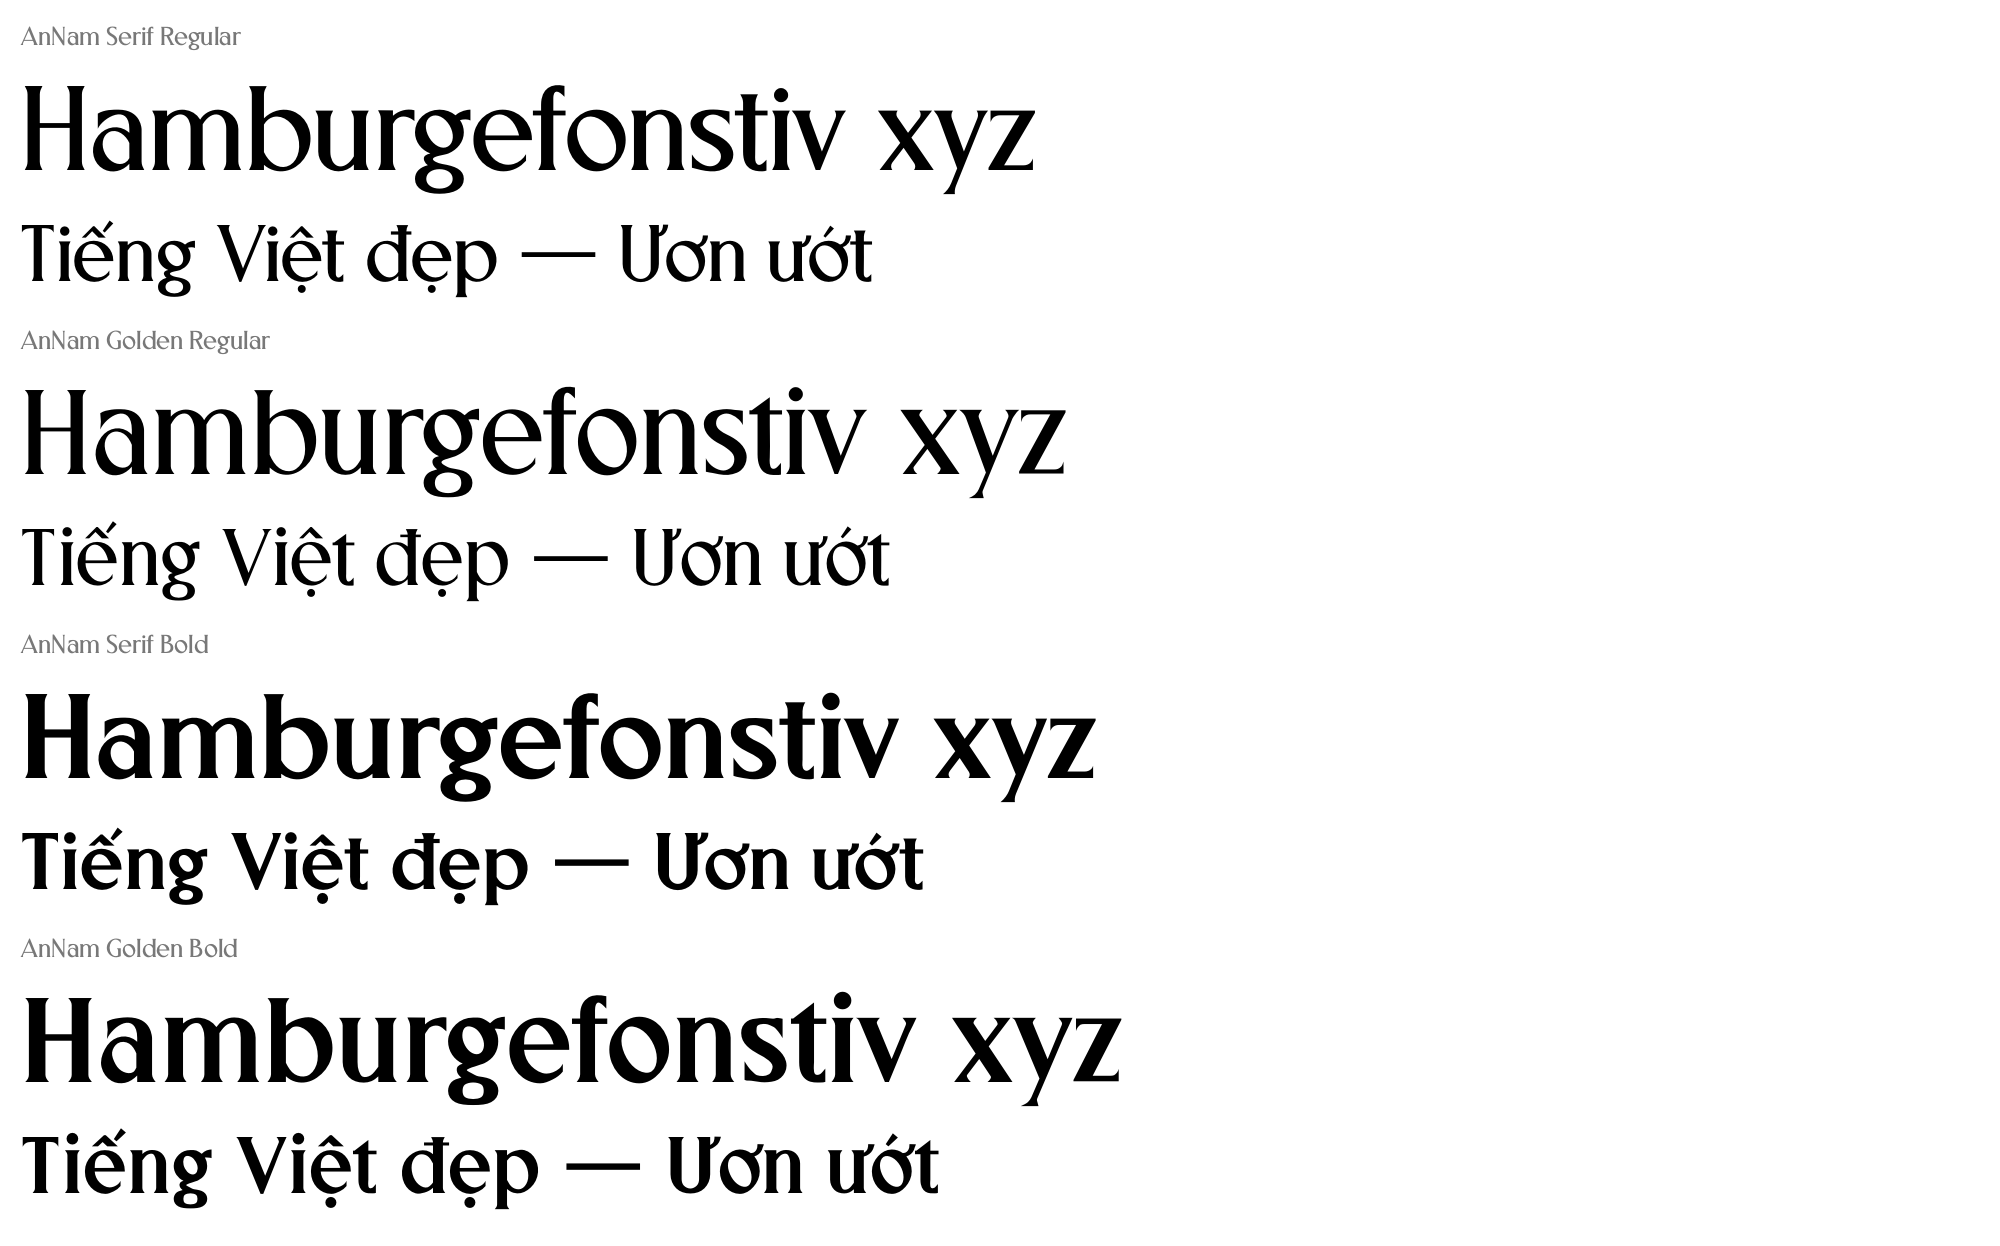 AnNam Serif Regular
Hamburgefonstiv xyz
Tiếng Việt đẹp — Ươn ướt
AnNam Golden Regular
Hamburgefonstiv xyz
Tiếng Việt đẹp — Ươn ướt
AnNam Serif Bold
Hamburgefonstiv xyz
Tiếng Việt đẹp — Ươn ướt
AnNam Golden Bold
Hamburgefonstiv xyz
Tiếng Việt đẹp — Ươn ướt